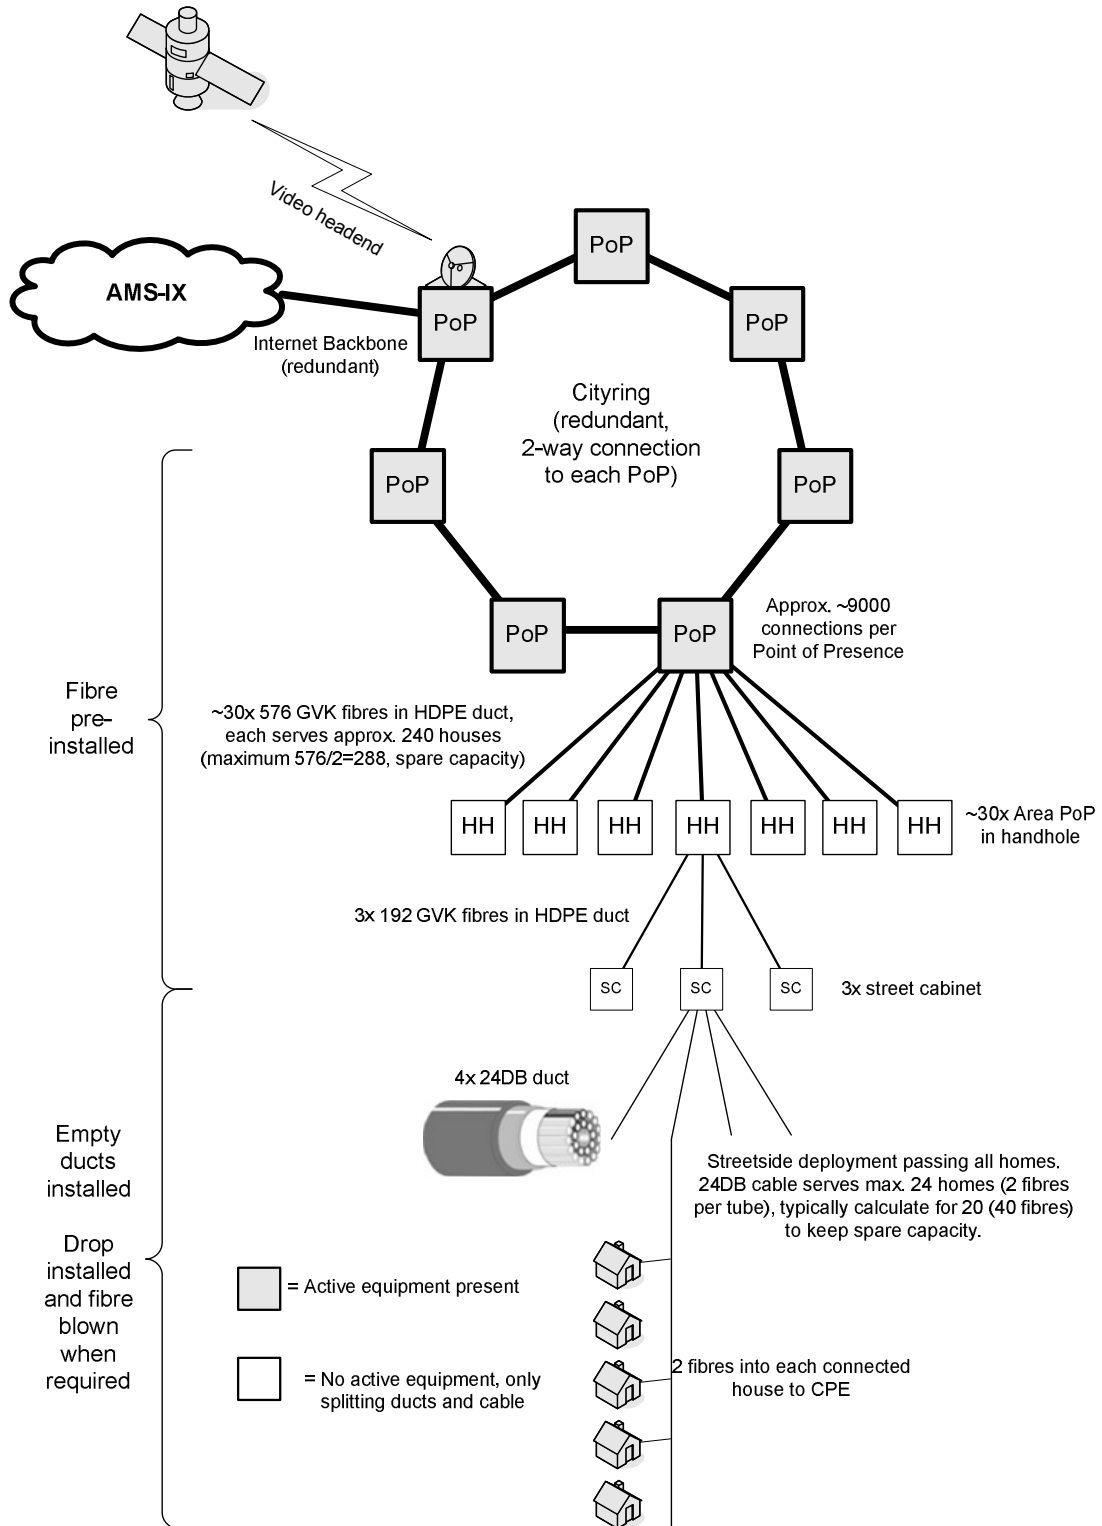 Video headend
PoP
AMS-IX
PoP
PoP
Internet Backbone
(redundant)
Cityring
(redundant,
2-way connection
to each PoP)
PoP
PoP
PoP
PoP
Approx. ~9000
connections per
Point of Presence
Fibre
pre-
installed
~30x 576 GVK fibres in HDPE duct,
each serves approx. 240 houses
(maximum 576/2=288, spare capacity)
HH
HH
HH
HH
HH
HH
HH
~30x Area PoP
in handhole
3x 192 GVK fibres in HDPE duct
SC
SC
SC
3x street cabinet
4x 24DB duct
Empty
ducts
installed
Streetside deployment passing all homes.
24DB cable serves max. 24 homes (2 fibres
per tube), typically calculate for 20 (40 fibres)
to keep spare capacity.
Drop
installed
and fibre
blown
when
required
= Active equipment present
= No active equipment, only
splitting ducts and cable
2 fibres into each connected
house to CPE